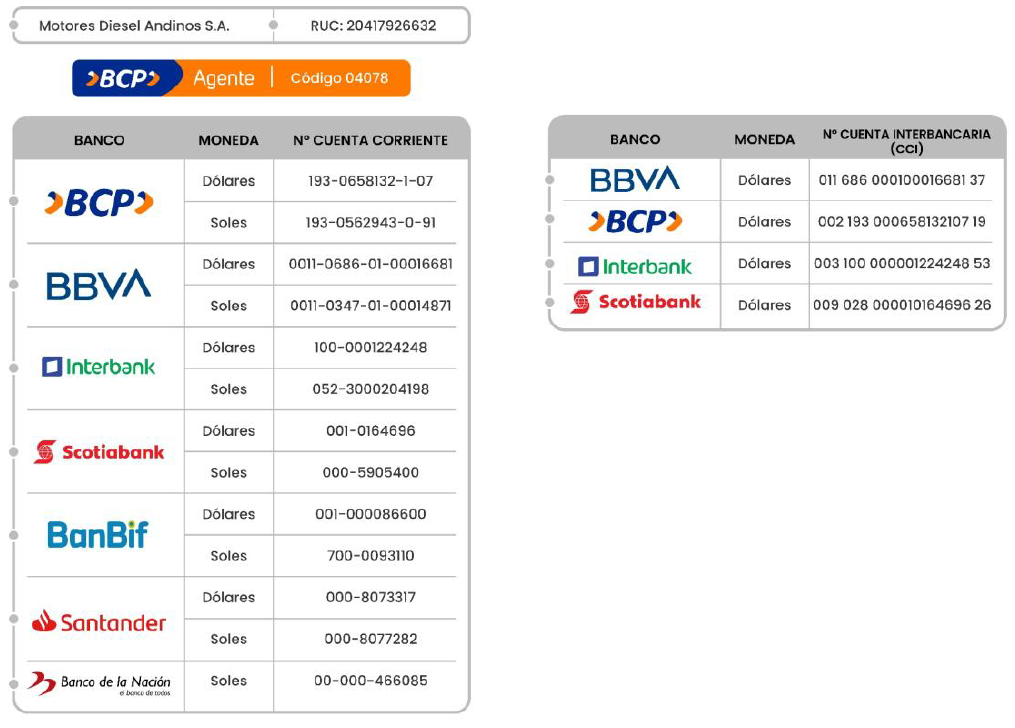 Motores Diesel Andinos S.A. RUC: 20417926632
BCP Agente | Código 04078
BANCO MONEDA N° CUENTA CORRIENTE
BCP
Dólares 193-0658132-1-07
Soles 193-0562943-0-91
BBVA
Dólares 0011-0686-01-00016681
Soles 0011-0347-01-00014871
Interbank
Dólares 100-0001224248
Soles 052-3000204198
Scotiabank
Dólares 001-0164696
Soles 000-5905400
BanBif
Dólares 001-000086600
Soles 700-0093110
Santander
Dólares 000-8073317
Soles 000-8077282
Banco de la Nación
el banco de todos
Soles 00-000-466085
BANCO MONEDA N° CUENTA INTERBANCARIA
(CCI)
BBVA Dólares 011 686 000100016681 37
BCP Dólares 002 193 000658132107 19
Interbank Dólares 003 100 000001224248 53
Scotiabank Dólares 009 028 000010164696 26